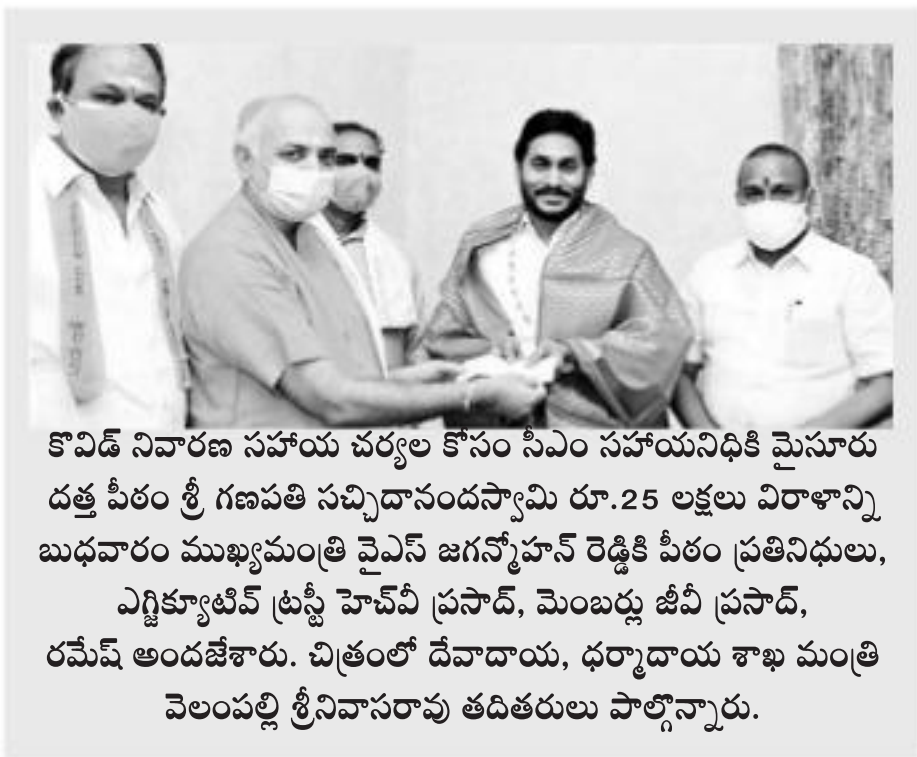 కొవిడ్ నివారణ సహాయ చర్యల కోసం సీఎం సహాయనిధికి మైసూరు
దత్త పీఠం శ్రీ గణపతి సచ్చిదానందస్వామి రూ.25 లక్షలు విరాళాన్ని
బుధవారం ముఖ్యమంత్రి వైఎస్ జగన్మోహన్ రెడ్డికి పీఠం ప్రతినిధులు,
ఎగ్జిక్యూటివ్ ట్రస్టీ హెచ్‌వీ ప్రసాద్, మెంబర్లు జీవీ ప్రసాద్,
రమేష్ అందజేశారు. చిత్రంలో దేవాదాయ, ధర్మాదాయ శాఖ మంత్రి
వెలంపల్లి శ్రీనివాసరావు తదితరులు పాల్గొన్నారు.